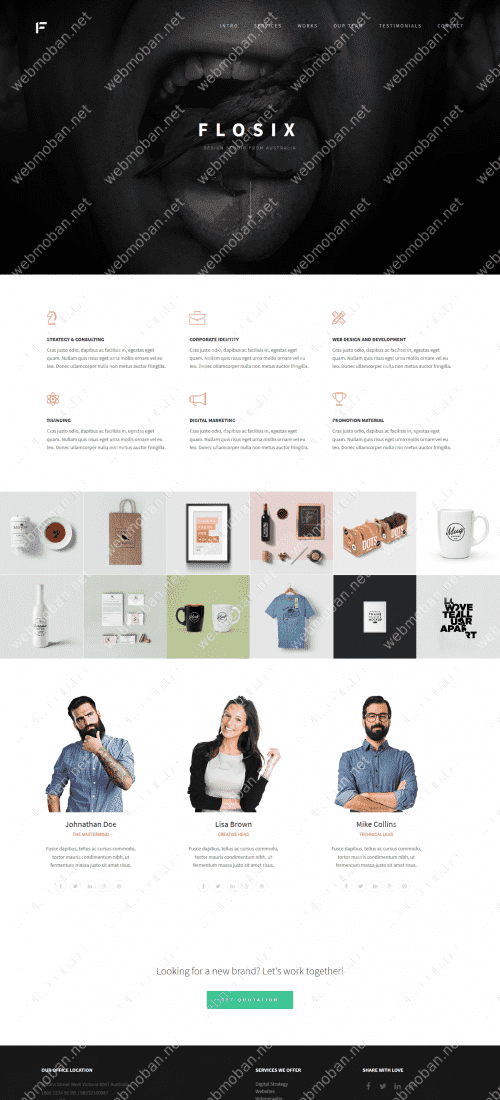 F
INTRO SERVICES WORKS OUR TEAM TESTIMONIALS CONTACT
FLOSIX
DESIGN STUDIO FROM AUSTRALIA
STRATEGY & CONSULTING
Cras justo odio, dapibus ac facilisis in, egestas eget
quam. Nullam quis risus eget urna mollis ornare vel eu
leo. Donec ullamcorper nulla non metus auctor fringilla.
CORPORATE IDENTITY
Cras justo odio, dapibus ac facilisis in, egestas eget
quam. Nullam quis risus eget urna mollis ornare vel eu
leo. Donec ullamcorper nulla non metus auctor fringilla.
WEB DESIGN AND DEVELOPMENT
Cras justo odio, dapibus ac facilisis in, egestas eget
quam. Nullam quis risus eget urna mollis ornare vel eu
leo. Donec ullamcorper nulla non metus auctor fringilla.
BRANDING
Cras justo odio, dapibus ac facilisis in, egestas eget
quam. Nullam quis risus eget urna mollis ornare vel eu
leo. Donec ullamcorper nulla non metus auctor fringilla.
DIGITAL MARKETING
Cras justo odio, dapibus ac facilisis in, egestas eget
quam. Nullam quis risus eget urna mollis ornare vel eu
leo. Donec ullamcorper nulla non metus auctor fringilla.
PROMOTION MATERIAL
Cras justo odio, dapibus ac facilisis in, egestas eget
quam. Nullam quis risus eget urna mollis ornare vel eu
leo. Donec ullamcorper nulla non metus auctor fringilla.
DOTS
Mug
Johnathan Doe
THE MASTERMIND
Fusce dapibus, tellus ac cursus commodo,
tortor mauris condimentum nibh, ut
fermentum massa justo sit amet risus.
Lisa Brown
CREATIVE HEAD
Fusce dapibus, tellus ac cursus commodo,
tortor mauris condimentum nibh, ut
fermentum massa justo sit amet risus.
Mike Collins
TECHNICAL LEAD
Fusce dapibus, tellus ac cursus commodo,
tortor mauris condimentum nibh, ut
fermentum massa justo sit amet risus.
Looking for a new brand? Let's work together!
GET QUOTATION
OUR OFFICE LOCATION
Street West Victoria 8007 Australia
SERVICES WE OFFER
Digital Strategy
Websites
Videography
SHARE WITH LOVE
webmoban.net